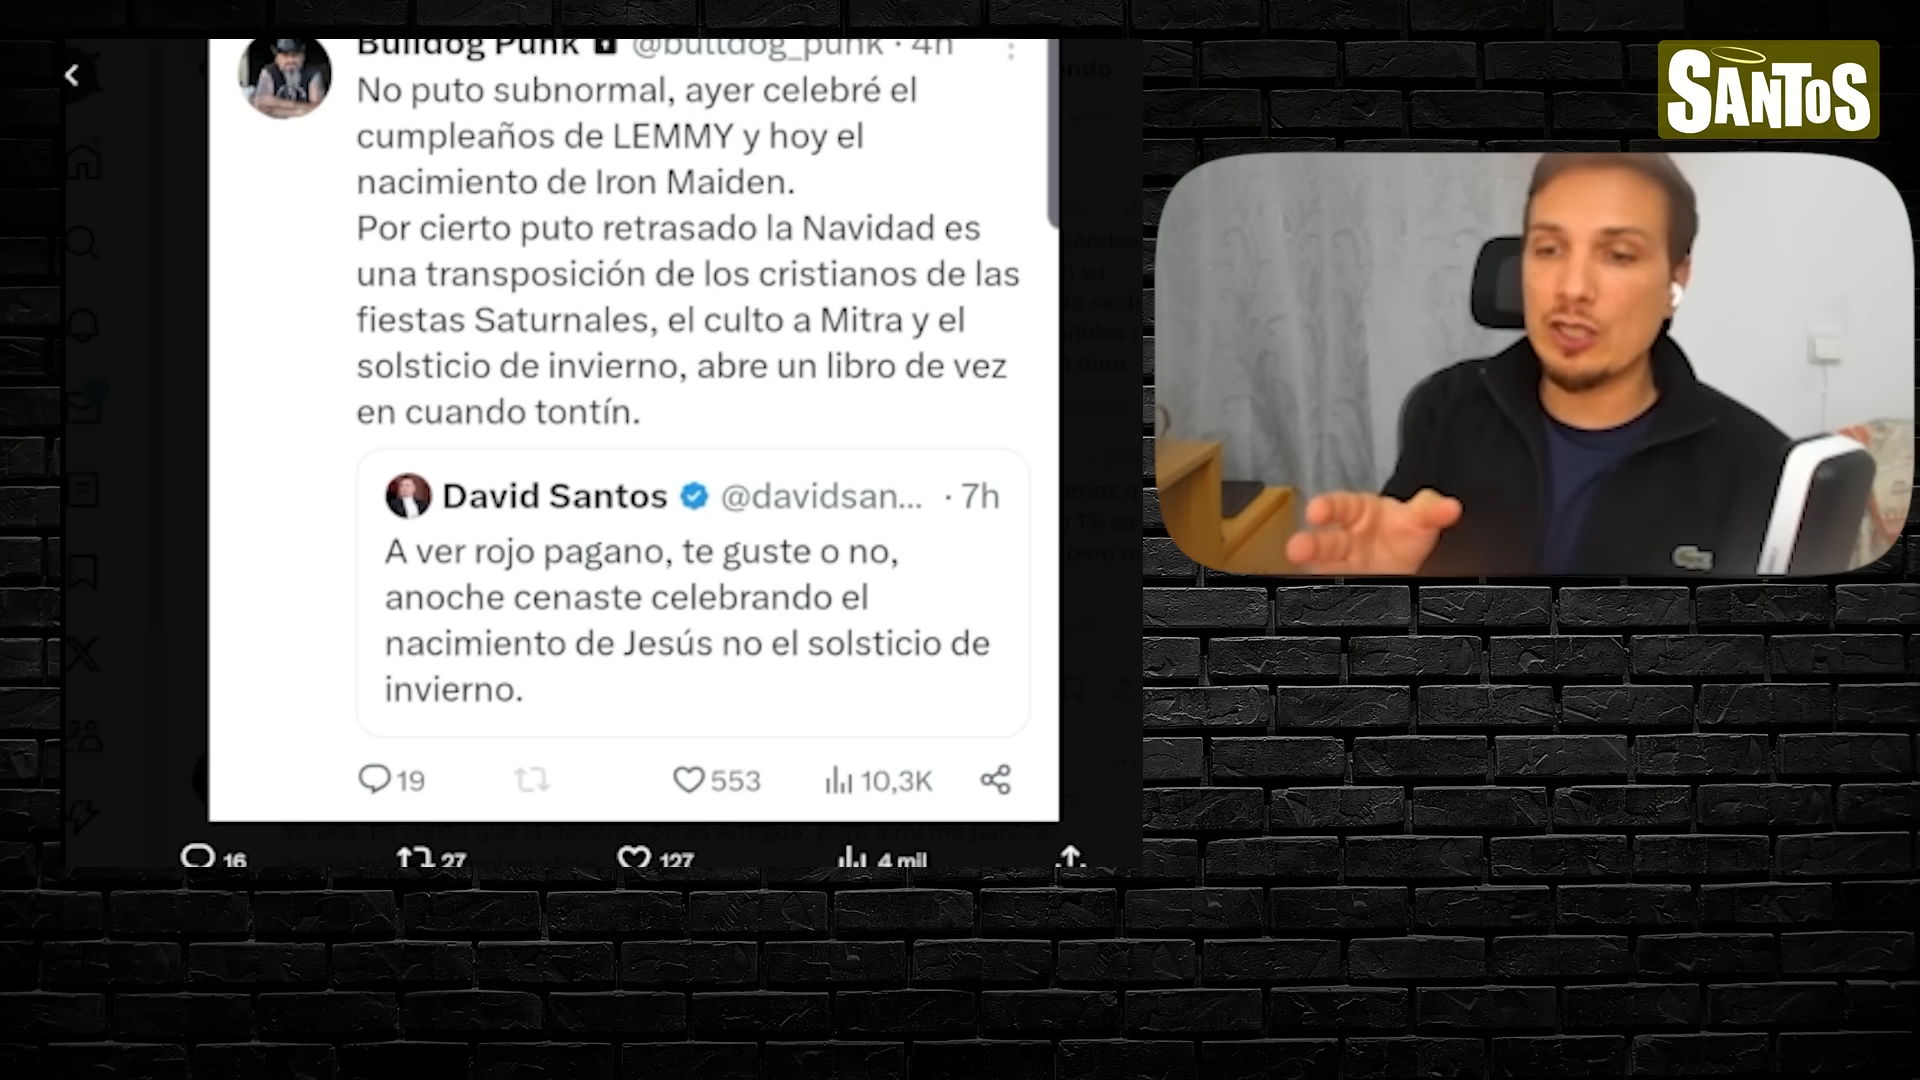 Bulldog Punk @bulldog_punk · 4h
No puto subnormal, ayer celebré el
cumpleaños de LEMMY y hoy el
nacimiento de Iron Maiden.
Por cierto puto retrasado la Navidad es
una transposición de los cristianos de las
fiestas Saturnales, el culto a Mitra y el
solsticio de invierno, abre un libro de vez
en cuando tontín.
David Santos @davidsan... · 7h
A ver rojo pagano, te guste o no,
anoche cenaste celebrando el
nacimiento de Jesús no el solsticio de
invierno.
19 553 10,3K
16 27 127 4 mil
SANTOS